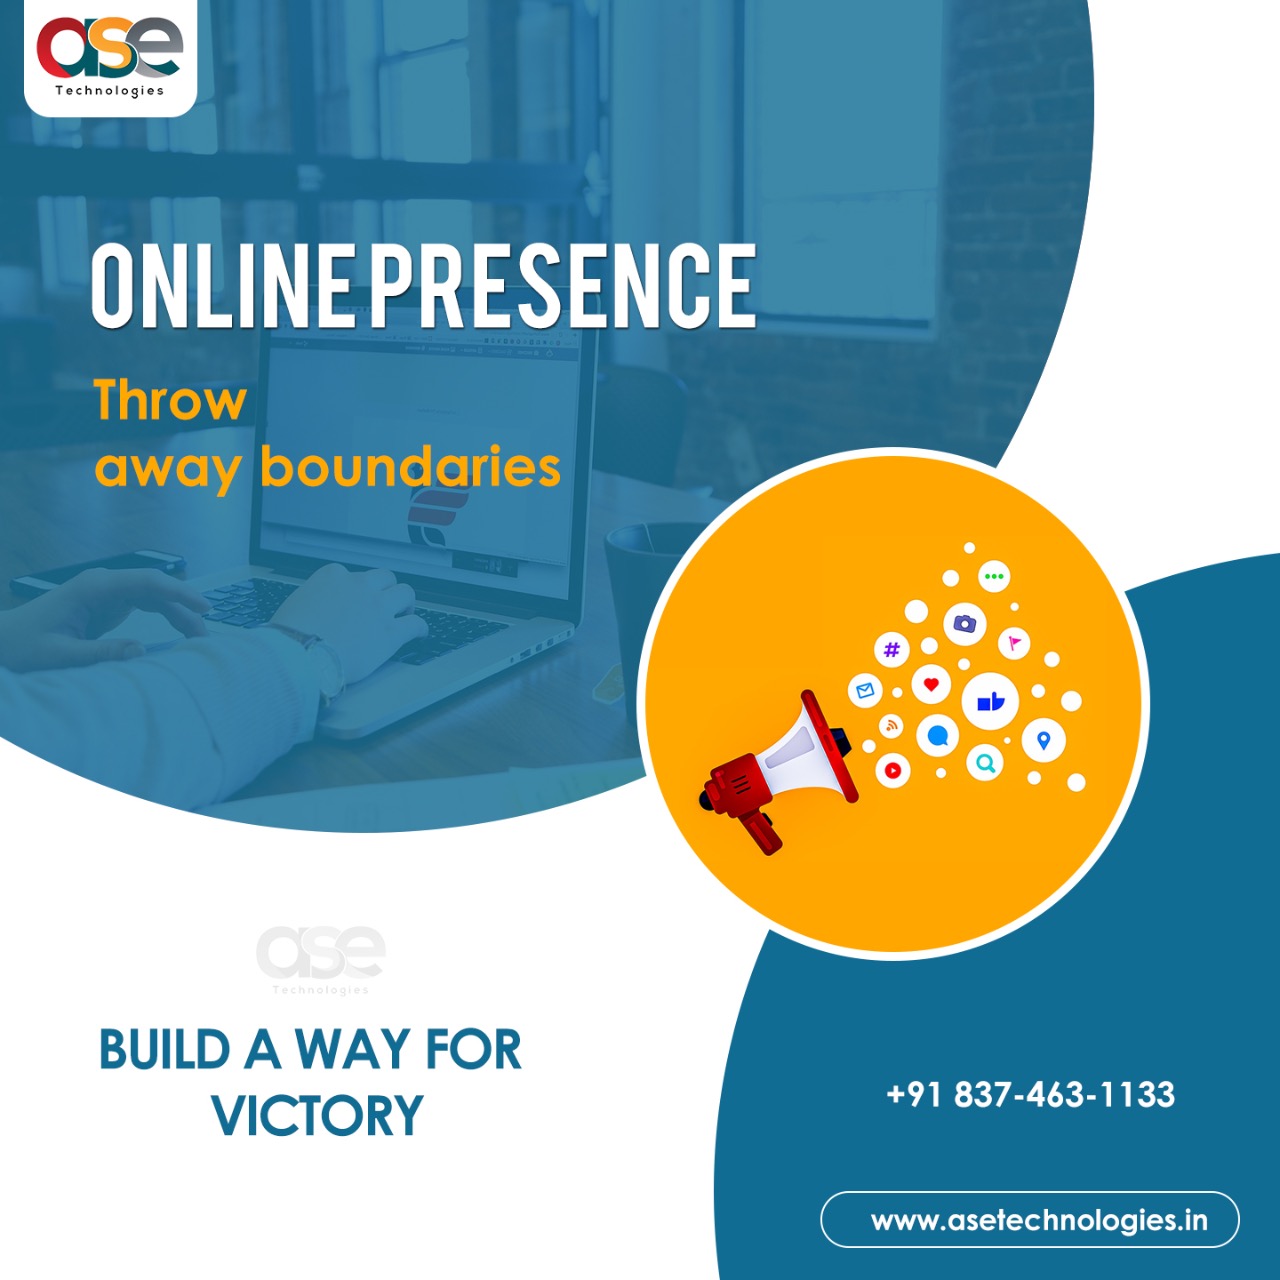 ase
Technologies
ONLINE PRESENCE
Throw
away boundaries
#
ase
Technologies
BUILD A WAY FOR
VICTORY
+91 837-463-1133
www.asetechnologies.in